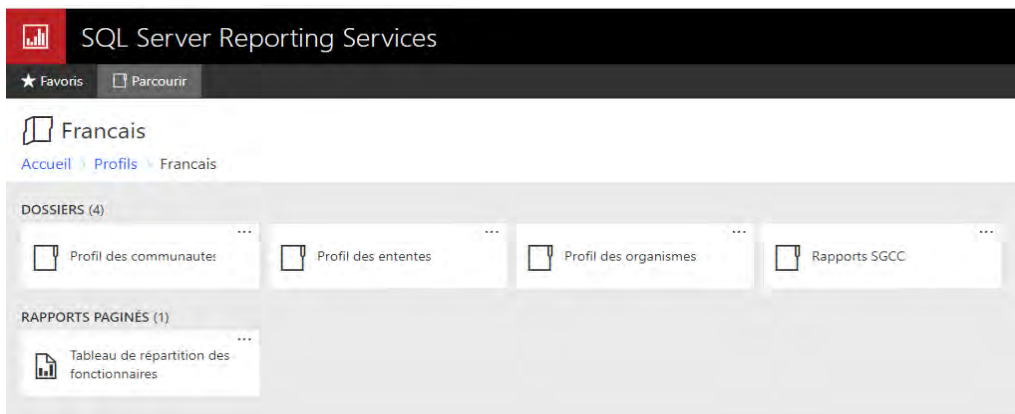 SQL Server Reporting Services
Favoris Parcourir
Francais
Accueil Profils Francais
DOSSIERS (4)
Profil des communautes
Profil des ententes
Profil des organismes
Rapports SGCC
RAPPORTS PAGINÉS (1)
Tableau de répartition des
fonctionnaires